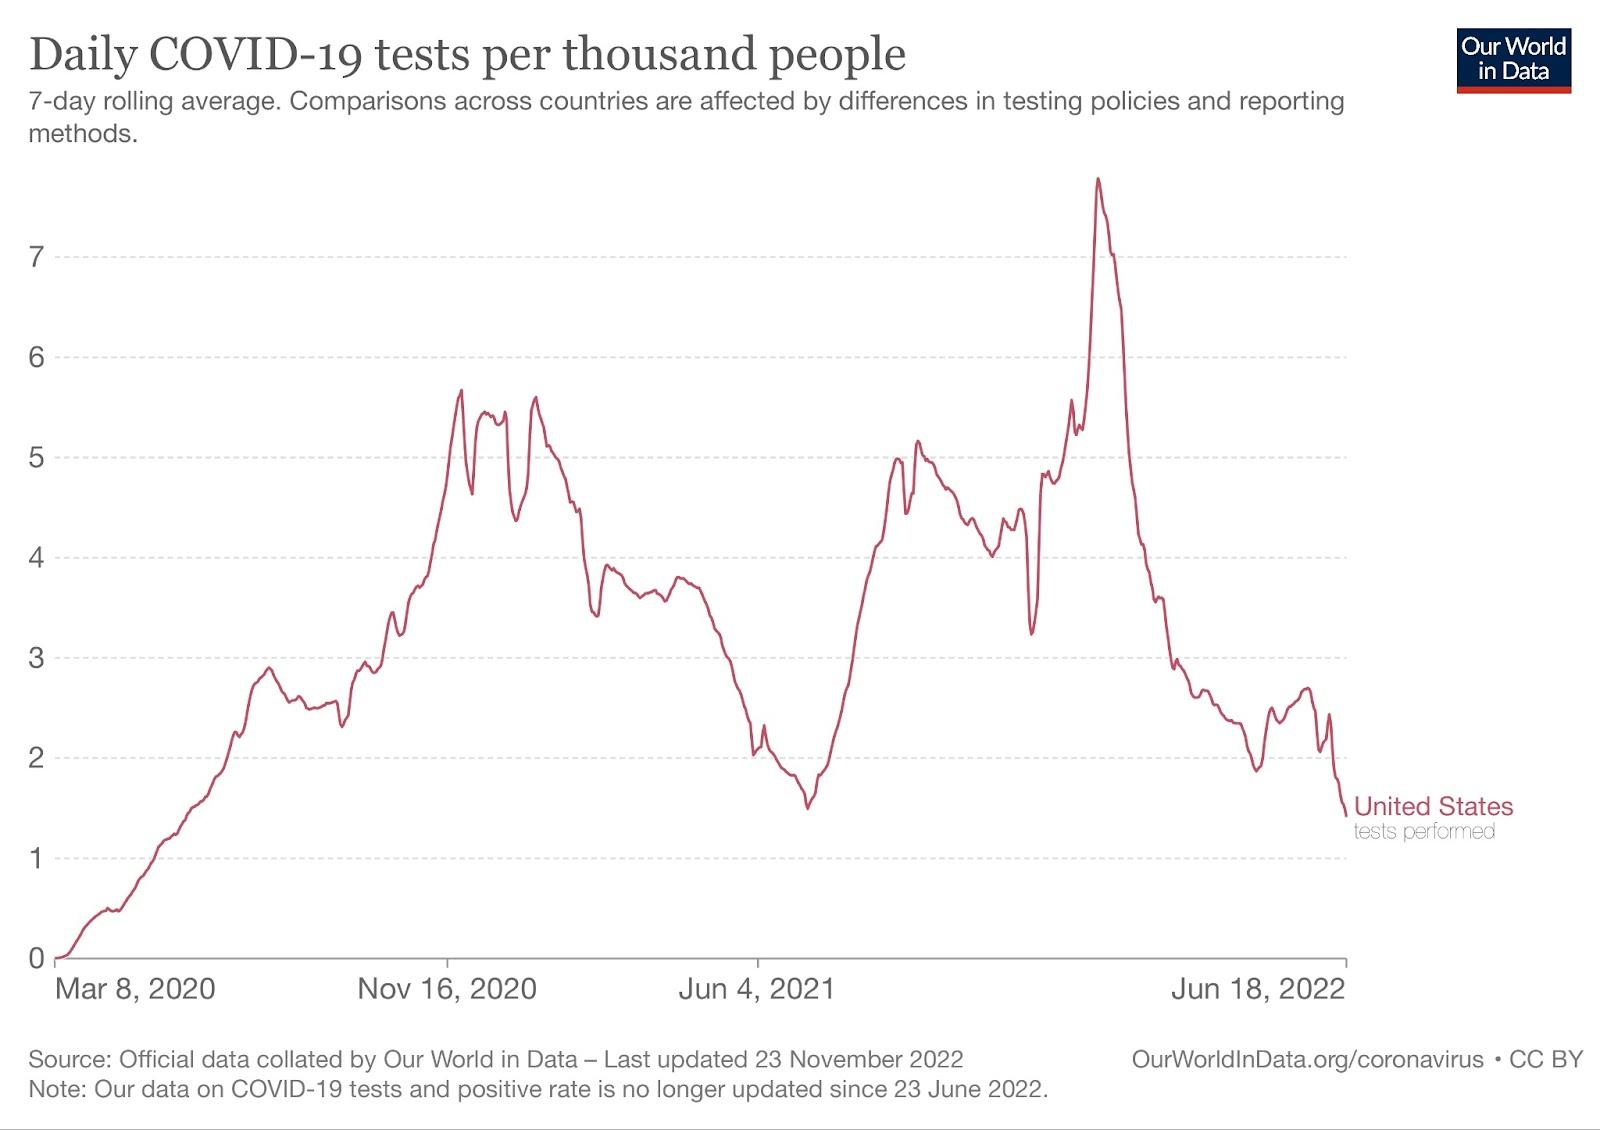 Daily COVID-19 tests per thousand people
Our World
in Data
7-day rolling average. Comparisons across countries are affected by differences in testing policies and reporting
methods.
7
6
5
4
3
2
1
0
United States
tests performed
Mar 8, 2020
Nov 16, 2020
Jun 4, 2021
Jun 18, 2022
Source: Official data collated by Our World in Data – Last updated 23 November 2022
OurWorldInData.org/coronavirus • CC BY
Note: Our data on COVID-19 tests and positive rate is no longer updated since 23 June 2022.